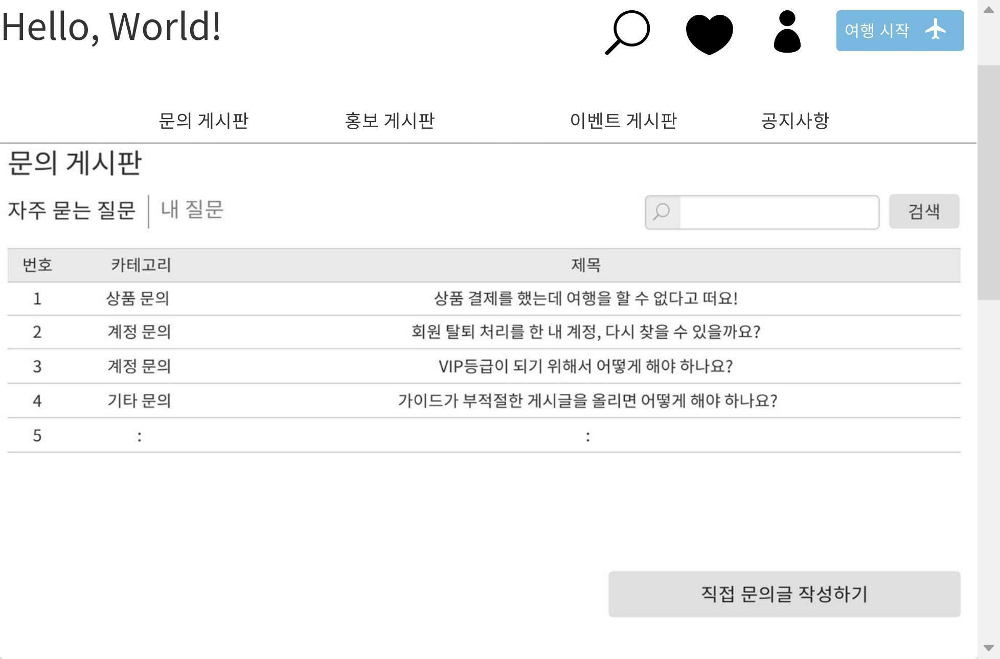 Hello, World!
여행 시작
문의 게시판 홍보 게시판 이벤트 게시판 공지사항
문의 게시판
자주 묻는 질문 내 질문 검색
번호 카테고리 제목
1 상품 문의 상품 결제를 했는데 여행을 할 수 없다고 떠요!
2 계정 문의 회원 탈퇴 처리를 한 내 계정, 다시 찾을 수 있을까요?
3 계정 문의 VIP등급이 되기 위해서 어떻게 해야 하나요?
4 기타 문의 가이드가 부적절한 게시글을 올리면 어떻게 해야 하나요?
5 : :
직접 문의글 작성하기